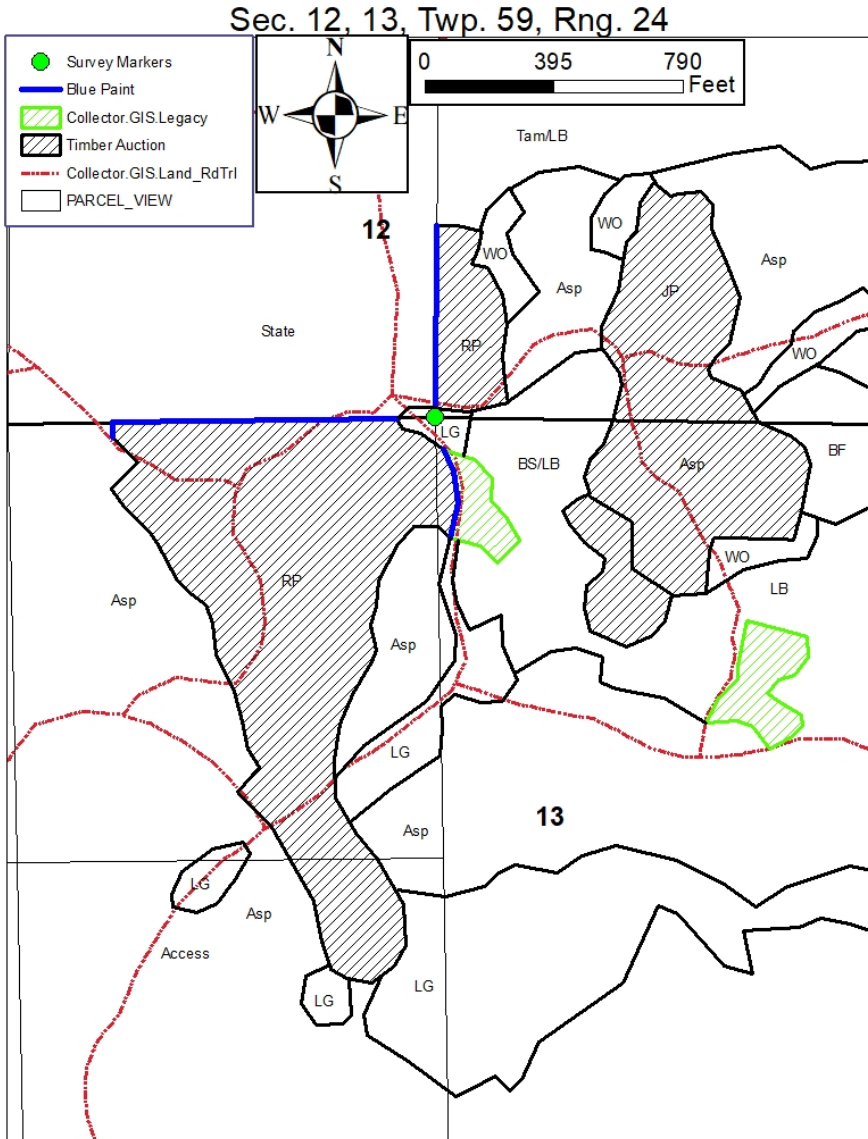 Sec. 12, 13, Twp. 59, Rng. 24
Survey Markers
Blue Paint
Collector.GIS.Legacy
Timber Auction
Collector.GIS.Land_RdTrl
PARCEL_VIEW
N
W E
S
0 395 790
Feet
Tam/LB
12
WO
WO
Asp
Asp
JP
State
RP
WO
LG
BS/LB
Asp
BF
WO
RP
LB
Asp
Asp
LG
13
Asp
LG
Asp
Access
LG
LG